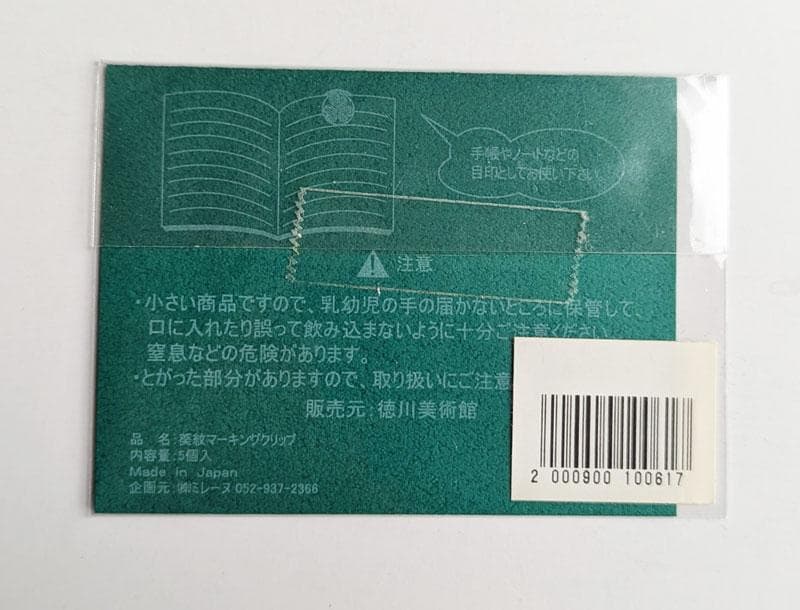 手帳やノートなどの
目印としてお使い下さい
注意
・小さい商品ですので、乳幼児の手の届かないところに保管して、
口に入れたり誤って飲み込まないように十分ご注意ください。
窒息などの危険があります。
・とがった部分がありますので、取り扱いにご注意
販売元:徳川美術館
品 名:葵紋マーキングクリップ
内容量:5個入
Made in Japan
企画元:㈱ミレーヌ 052-937-2366
2 000900 100617